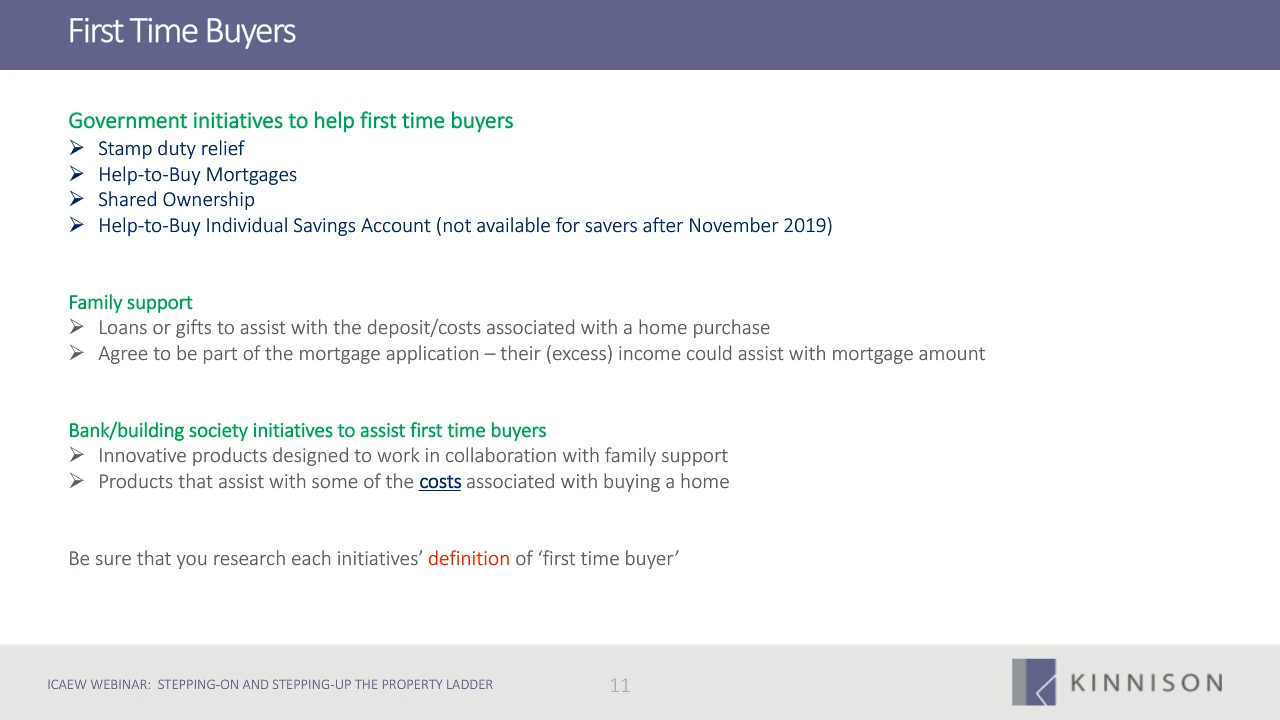 First Time Buyers
Government initiatives to help first time buyers
➢ Stamp duty relief
➢ Help-to-Buy Mortgages
➢ Shared Ownership
➢ Help-to-Buy Individual Savings Account (not available for savers after November 2019)
Family support
➢ Loans or gifts to assist with the deposit/costs associated with a home purchase
➢ Agree to be part of the mortgage application – their (excess) income could assist with mortgage amount
Bank/building society initiatives to assist first time buyers
➢ Innovative products designed to work in collaboration with family support
➢ Products that assist with some of the costs associated with buying a home
Be sure that you research each initiatives’ definition of ‘first time buyer’
ICAEW WEBINAR: STEPPING-ON AND STEPPING-UP THE PROPERTY LADDER
11
KINNISON